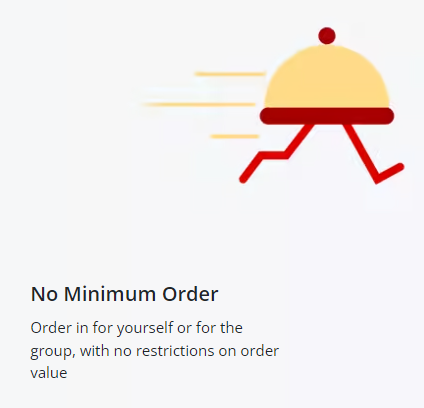 No Minimum Order
Order in for yourself or for the
group, with no restrictions on order
value